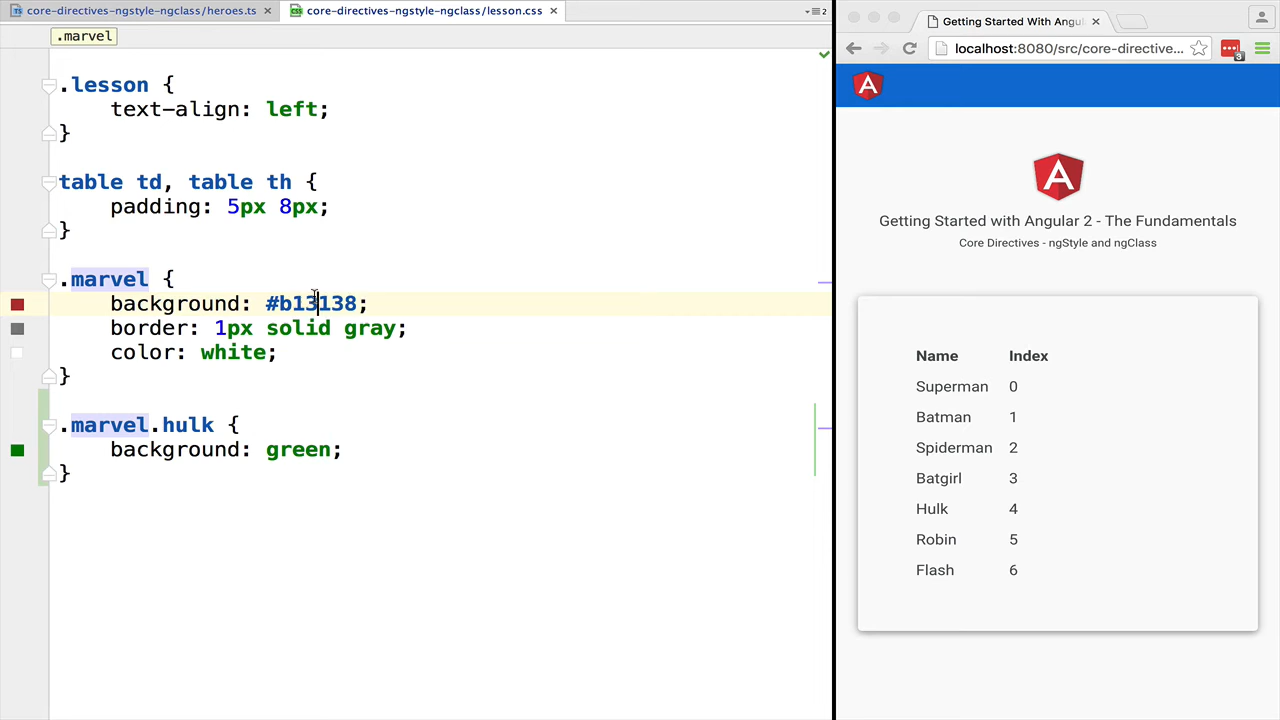 core-directives-ngstyle-ngclass/heroes.ts
core-directives-ngstyle-ngclass/lesson.css
2
.marvel
.lesson {
text-align: left;
}
table td, table th {
padding: 5px 8px;
}
.marvel {
background: #b13138;
border: 1px solid gray;
color: white;
}
.marvel.hulk {
background: green;
}
Getting Started With Angul
localhost:8080/src/core-directive...
3
A
A
Getting Started with Angular 2 - The Fundamentals
Core Directives - ngStyle and ngClass
Name Index
Superman 0
Batman 1
Spiderman 2
Batgirl 3
Hulk 4
Robin 5
Flash 6